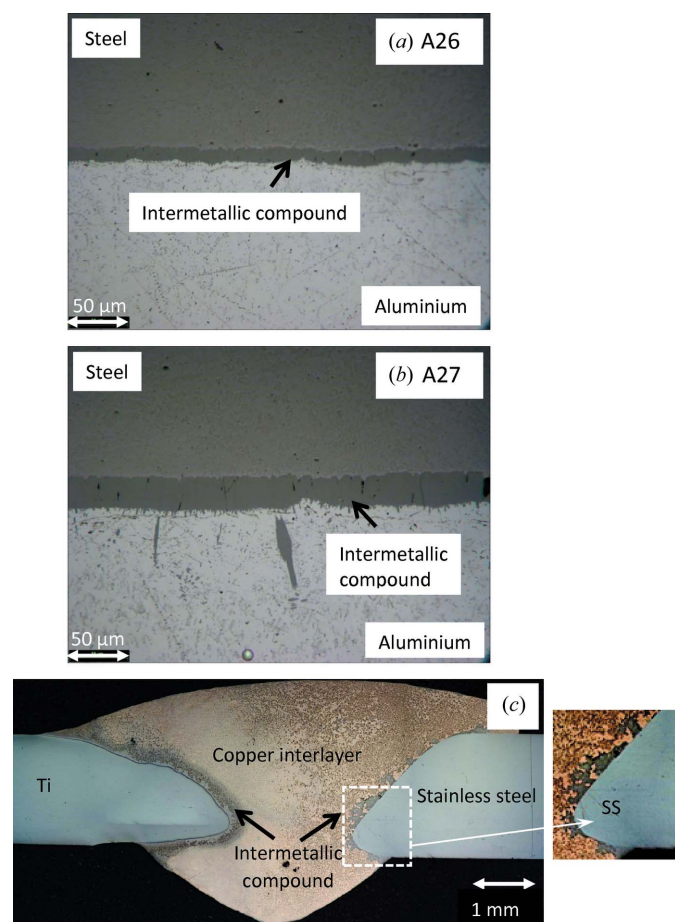 Steel
(a) A26
Intermetallic compound
50 µm
Aluminium
Steel
(b) A27
Intermetallic
compound
50 µm
Aluminium
(c)
Copper interlayer
Ti
Stainless steel
SS
Intermetallic
compound
1 mm